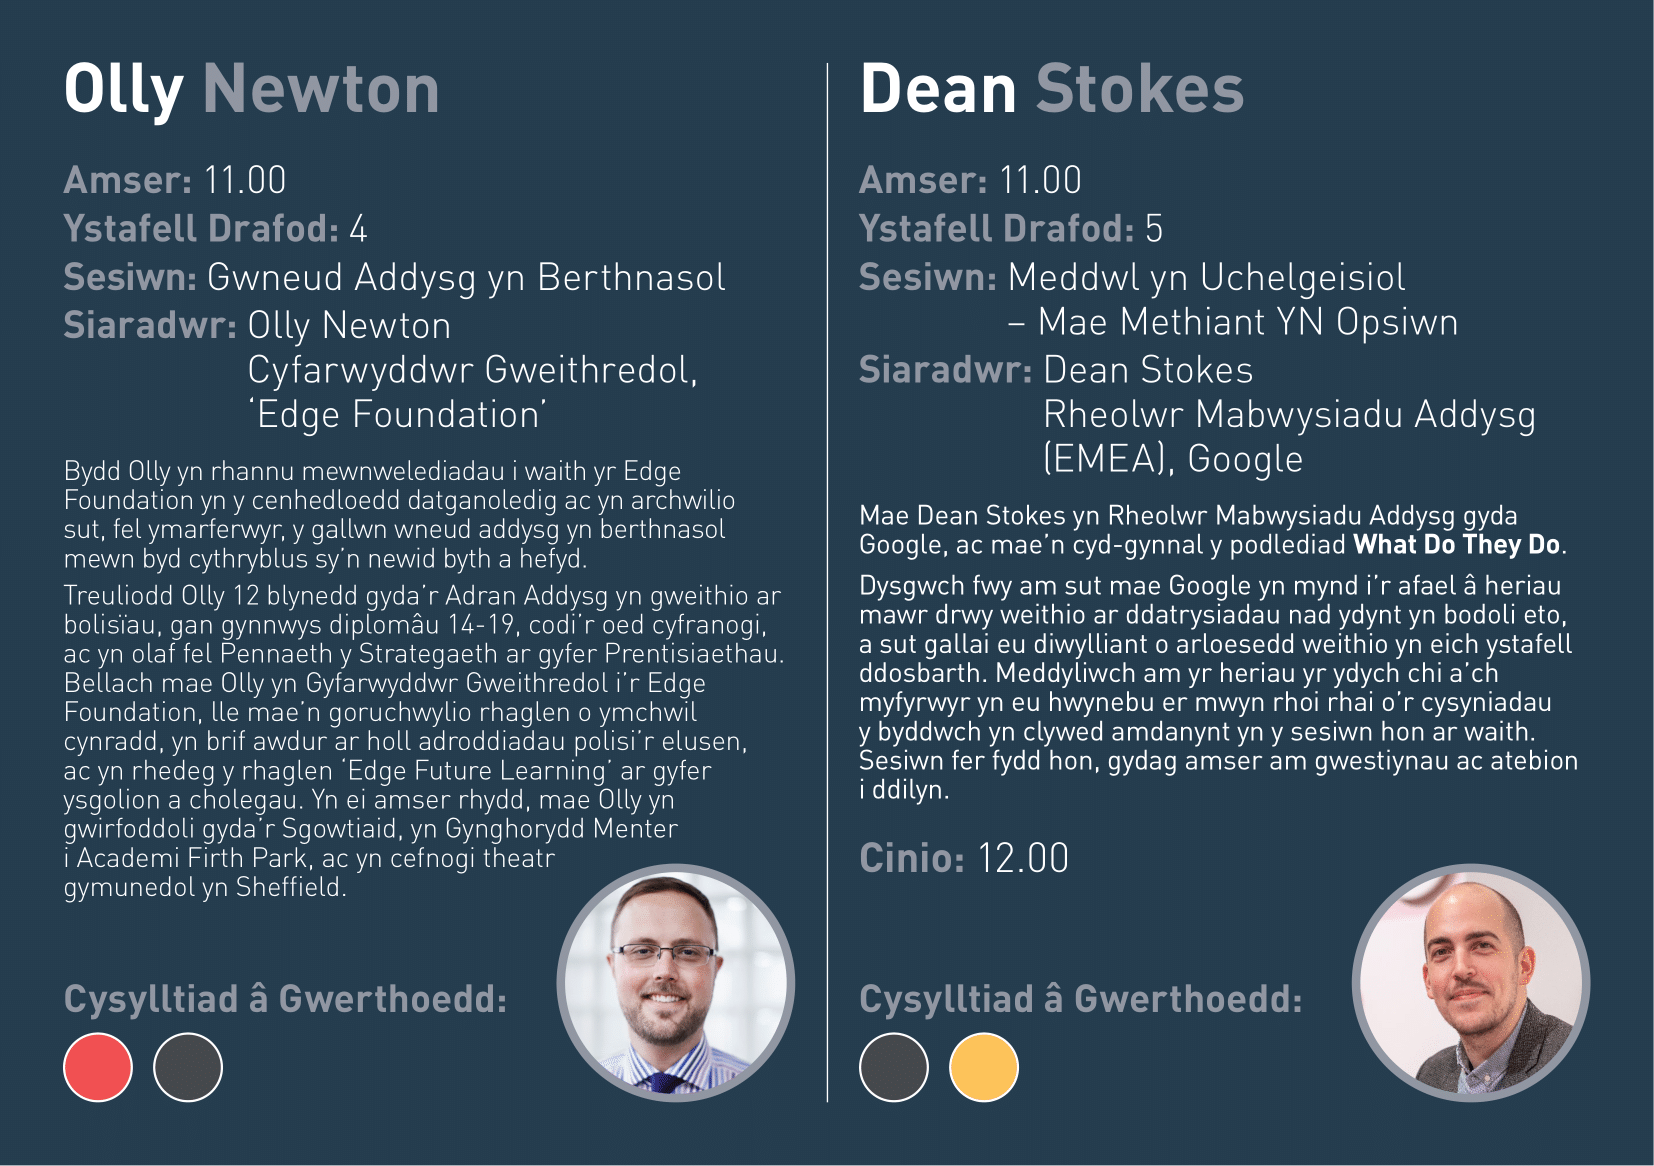 Olly Newton
Amser: 11.00
Ystafell Drafod: 4
Sesiwn: Gwneud Addysg yn Berthnasol
Siaradwr: Olly Newton
Cyfarwyddwr Gweithredol,
‘Edge Foundation’
Bydd Olly yn rhannu mewnwelediadau i waith yr Edge
Foundation yn y cenhedloedd datganoledig ac yn archwilio
sut, fel ymarferwyr, y gallwn wneud addysg yn berthnasol
mewn byd cythryblus sy’n newid byth a hefyd.
Treuliodd Olly 12 blynedd gyda’r Adran Addysg yn gweithio ar
bolisïau, gan gynnwys diplomâu 14-19, codi’r oed cyfranogi,
ac yn olaf fel Pennaeth y Strategaeth ar gyfer Prentisiaethau.
Bellach mae Olly yn Gyfarwyddwr Gweithredol i’r Edge
Foundation, lle mae’n goruchwylio rhaglen o ymchwil
cynradd, yn brif awdur ar holl adroddiadau polisi’r elusen,
ac yn rhedeg y rhaglen ‘Edge Future Learning’ ar gyfer
ysgolion a cholegau. Yn ei amser rhydd, mae Olly yn
gwirfoddoli gyda’r Sgowtiaid, yn Gynghorydd Menter
i Academi Firth Park, ac yn cefnogi theatr
gymunedol yn Sheffield.
Cysylltiad â Gwerthoedd:
Dean Stokes
Amser: 11.00
Ystafell Drafod: 5
Sesiwn: Meddwl yn Uchelgeisiol
– Mae Methiant YN Opsiwn
Siaradwr: Dean Stokes
Rheolwr Mabwysiadu Addysg
(EMEA), Google
Mae Dean Stokes yn Rheolwr Mabwysiadu Addysg gyda
Google, ac mae’n cyd-gynnal y podlediad What Do They Do.
Dysgwch fwy am sut mae Google yn mynd i’r afael â heriau
mawr drwy weithio ar ddatrysiadau nad ydynt yn bodoli eto,
a sut gallai eu diwylliant o arloesedd weithio yn eich ystafell
ddosbarth. Meddyliwch am yr heriau yr ydych chi a’ch
myfyrwyr yn eu hwynebu er mwyn rhoi rhai o’r cysyniadau
y byddwch yn clywed amdanynt yn y sesiwn hon ar waith.
Sesiwn fer fydd hon, gydag amser am gwestiynau ac atebion
i ddilyn.
Cinio: 12.00
Cysylltiad â Gwerthoedd: